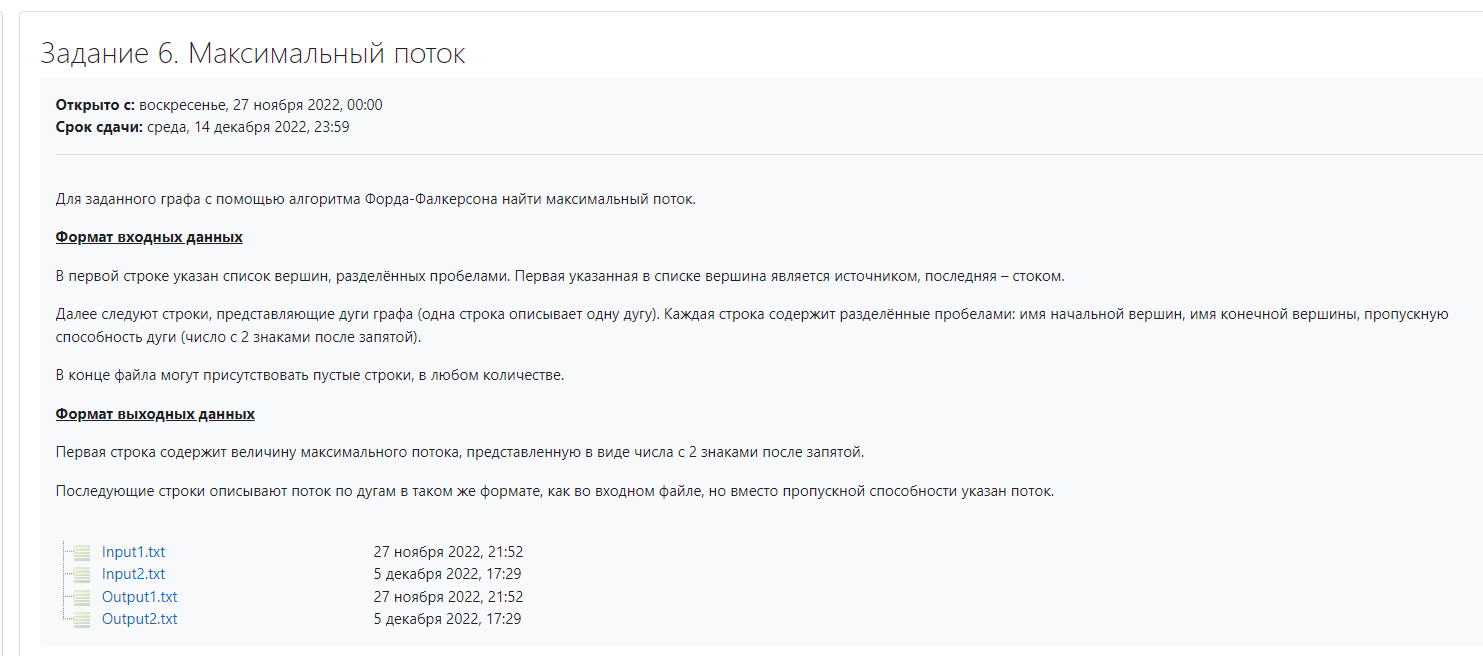 Задание 6. Максимальный поток
Открыто с: воскресенье, 27 ноября 2022, 00:00
Срок сдачи: среда, 14 декабря 2022, 23:59
Для заданного графа с помощью алгоритма Форда-Фалкерсона найти максимальный поток.
Формат входных данных
В первой строке указан список вершин, разделённых пробелами. Первая указанная в списке вершина является источником, последняя – стоком.
Далее следуют строки, представляющие дуги графа (одна строка описывает одну дугу). Каждая строка содержит разделённые пробелами: имя начальной вершин, имя конечной вершины, пропускную
способность дуги (число с 2 знаками после запятой).
В конце файла могут присутствовать пустые строки, в любом количестве.
Формат выходных данных
Первая строка содержит величину максимального потока, представленную в виде числа с 2 знаками после запятой.
Последующие строки описывают поток по дугам в таком же формате, как во входном файле, но вместо пропускной способности указан поток.
Input1.txt 27 ноября 2022, 21:52
Input2.txt 5 декабря 2022, 17:29
Output1.txt 27 ноября 2022, 21:52
Output2.txt 5 декабря 2022, 17:29